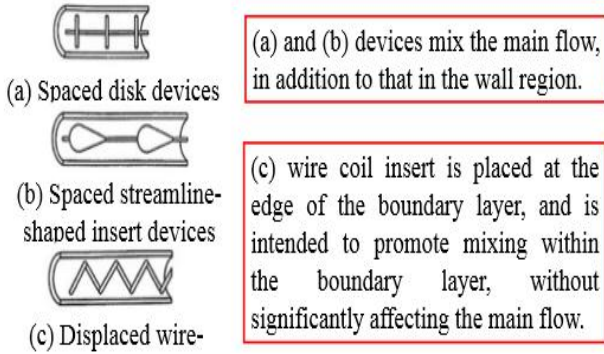 (a) Spaced disk devices
(a) and (b) devices mix the main flow,
in addition to that in the wall region.
(b) Spaced streamline-
shaped insert devices
(c) Displaced wire-
(c) wire coil insert is placed at the
edge of the boundary layer, and is
intended to promote mixing within
the boundary layer, without
significantly affecting the main flow.